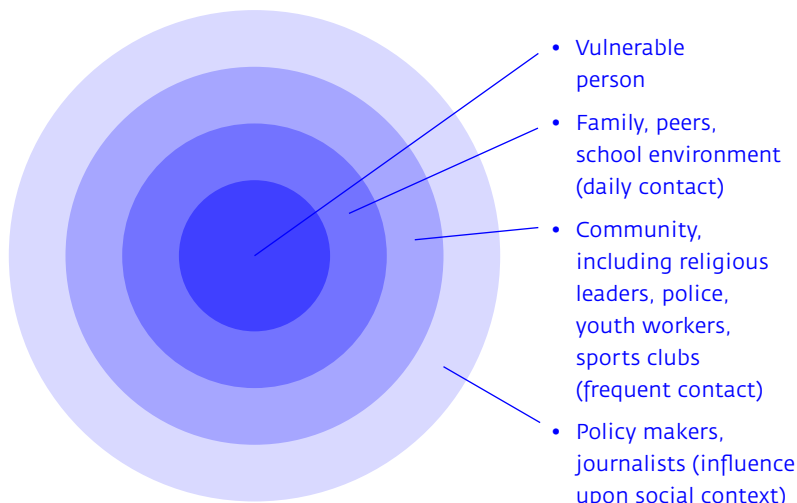 • Vulnerable
person
• Family, peers,
school environment
(daily contact)
• Community,
including religious
leaders, police,
youth workers,
sports clubs
(frequent contact)
• Policy makers,
journalists (influence
upon social context)